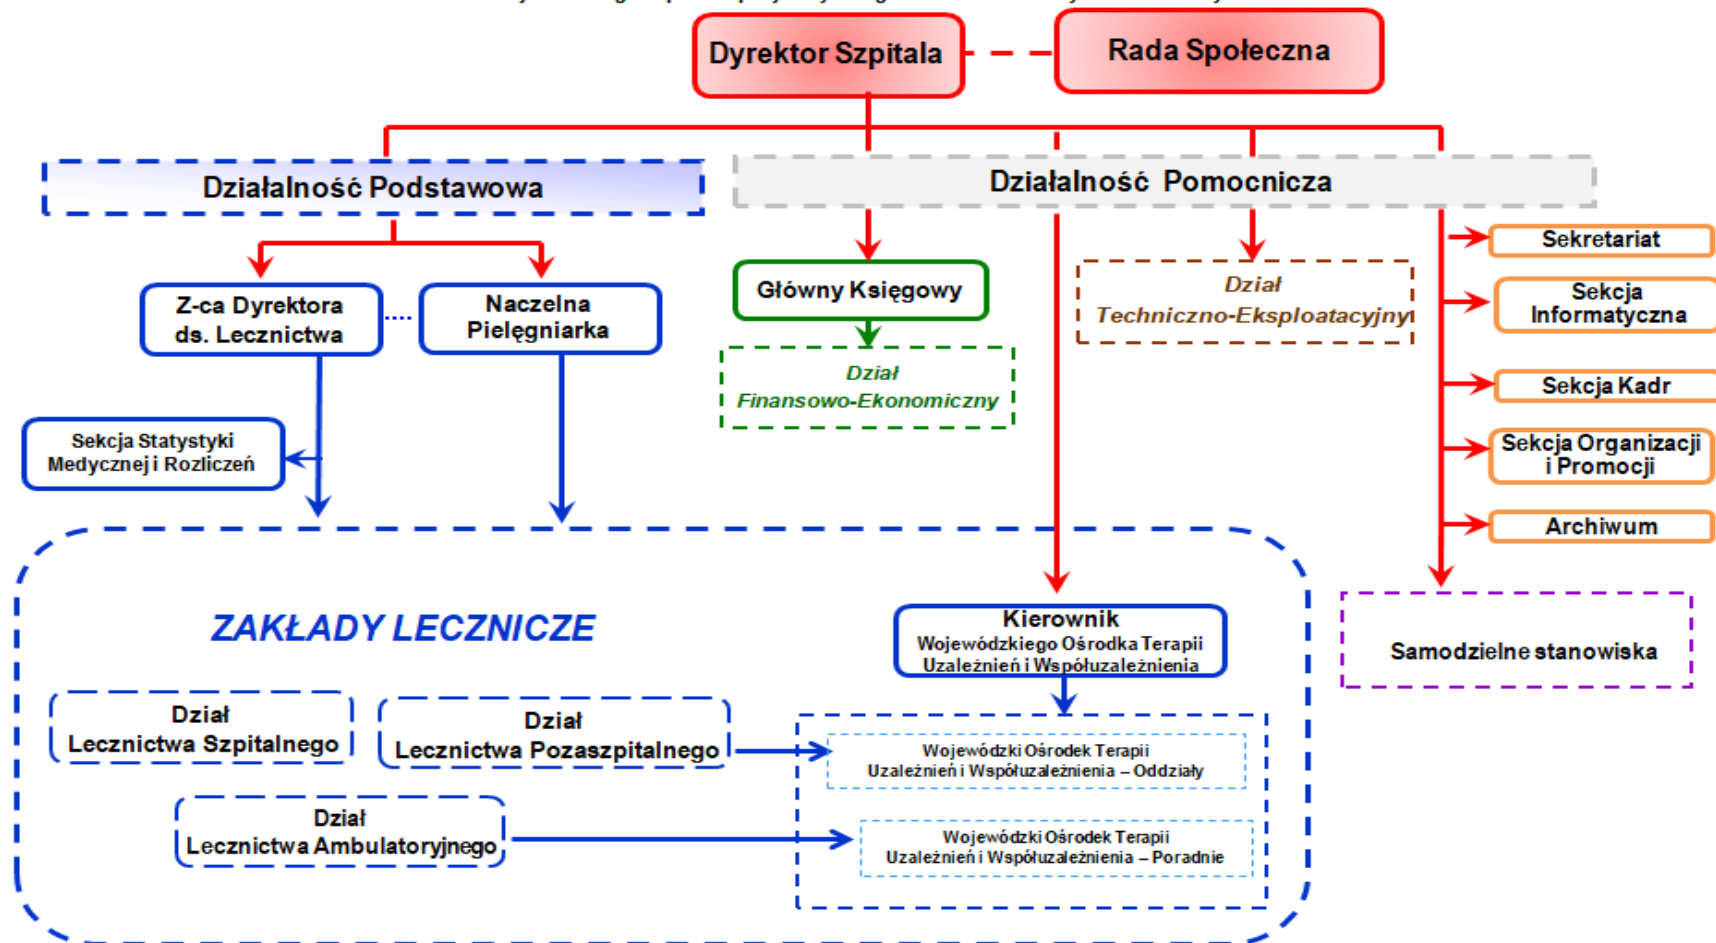 Dyrektor Szpitala
Rada Społeczna
Działalność Podstawowa
Działalność Pomocnicza
Sekretariat
Z-ca Dyrektora
ds. Lecznictwa
Naczelna
Pielęgniarka
Główny Księgowy
Dział
Techniczno-Eksploatacyjny
Sekcja
Informatyczna
Dział
Finansowo-Ekonomiczny
Sekcja Kadr
Sekcja Statystyki
Medycznej i Rozliczeń
Sekcja Organizacji
i Promocji
Archiwum
ZAKŁADY LECZNICZE
Kierownik
Wojewódzkiego Ośrodka Terapii
Uzależnień i Współuzależnienia
Samodzielne stanowiska
Dział
Lecznictwa Szpitalnego
Dział
Lecznictwa Pozaszpitalnego
Wojewódzki Ośrodek Terapii
Uzależnień i Współuzależnienia – Oddziały
Dział
Lecznictwa Ambulatoryjnego
Wojewódzki Ośrodek Terapii
Uzależnień i Współuzależnienia – Poradnie